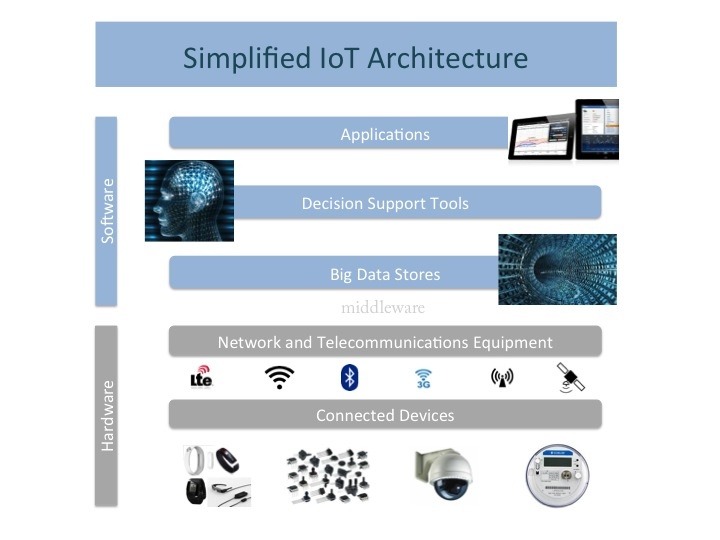 Simplified IoT Architecture
Software
Applications
Decision Support Tools
Big Data Stores
middleware
Hardware
Network and Telecommunications Equipment
Lte
3G
Connected Devices